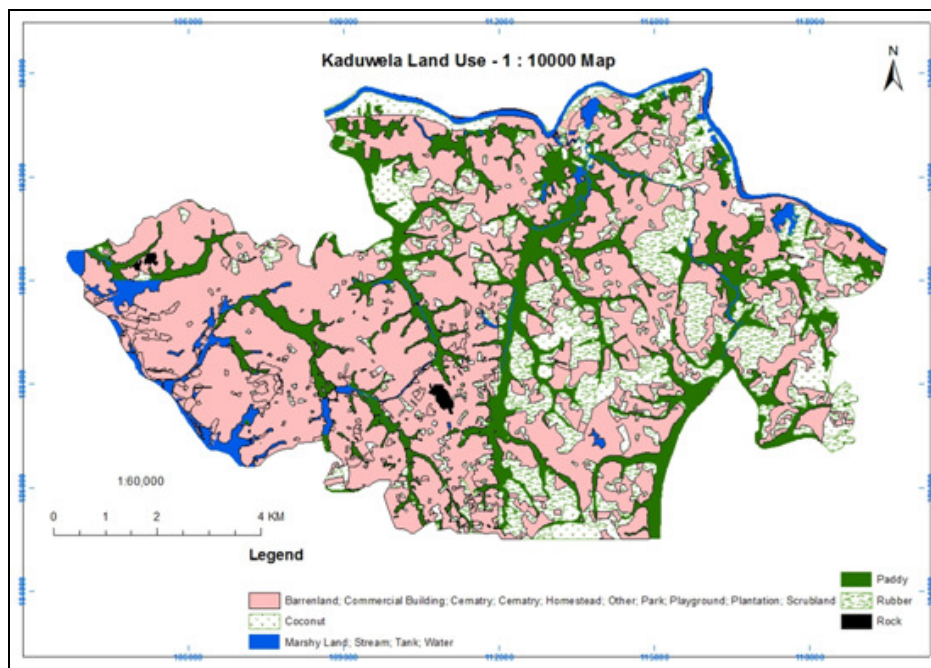 Kaduwela Land Use - 1 : 10000 Map
N
1:60,000
0 1 2 4 KM
Legend
Barrenland; Commercial Building; Cematry; Cematry; Homestead; Other; Park; Playground; Plantation; Scrubland
Coconut
Marshy Land; Stream; Tank; Water
Paddy
Rubber
Rock